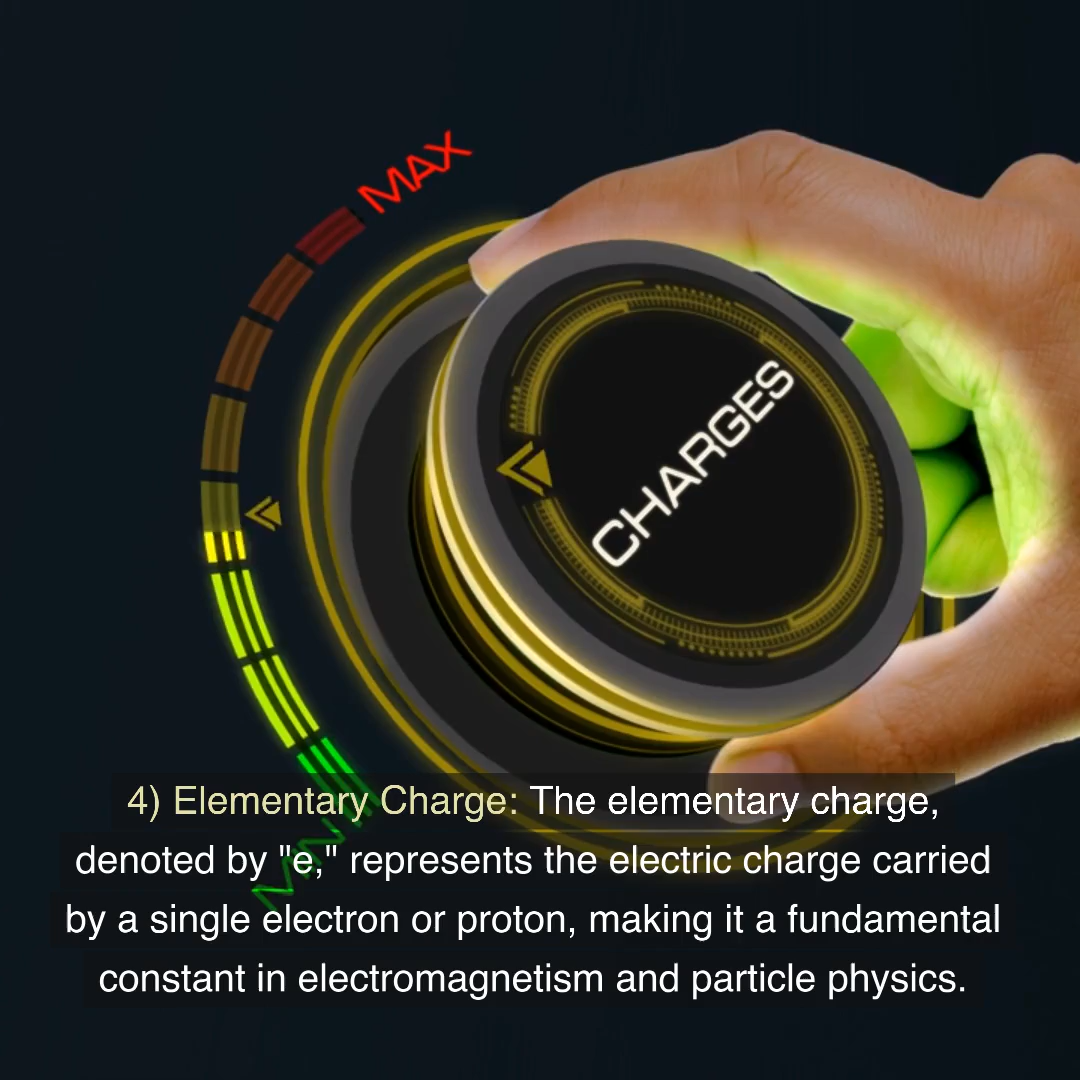 MAX
CHARGES
MIN
4) Elementary Charge: The elementary charge,
denoted by "e," represents the electric charge carried
by a single electron or proton, making it a fundamental
constant in electromagnetism and particle physics.